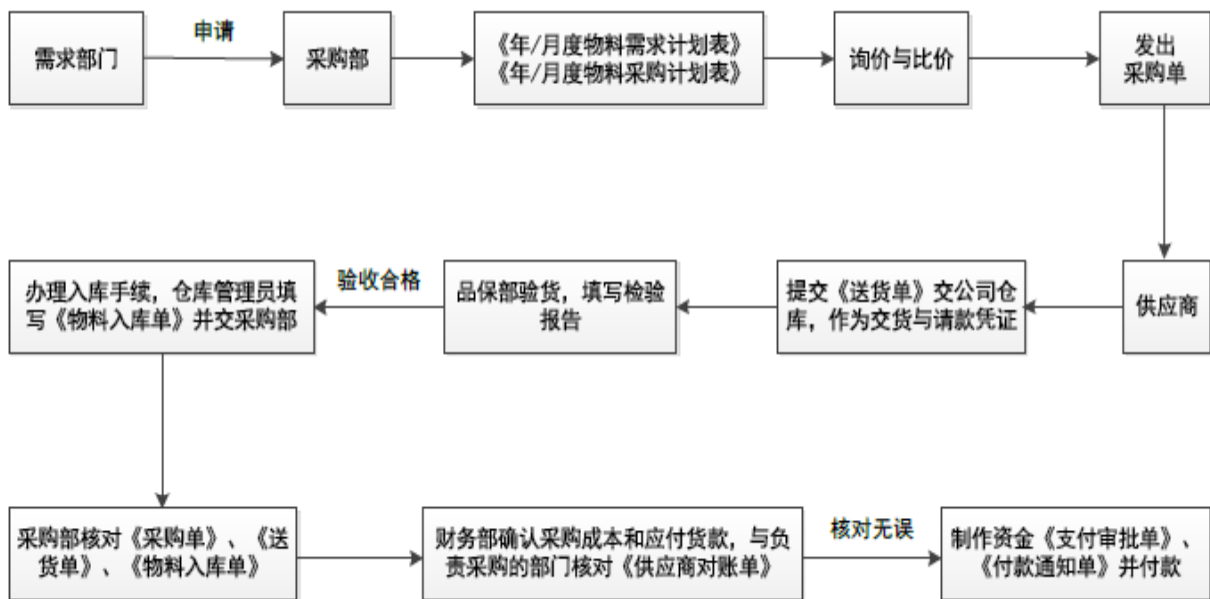 需求部门
申请
采购部
《年/月度物料需求计划表》
《年/月度物料采购计划表》
询价与比价
发出
采购单
供应商
提交《送货单》交公司仓
库，作为交货与请款凭证
品保部验货，填写检验
报告
验收合格
办理入库手续，仓库管理员填
写《物料入库单》并交采购部
采购部核对《采购单》、《送
货单》、《物料入库单》
财务部确认采购成本和应付货款，与负
责采购的部门核对《供应商对账单》
核对无误
制作资金《支付审批单》、
《付款通知单》并付款